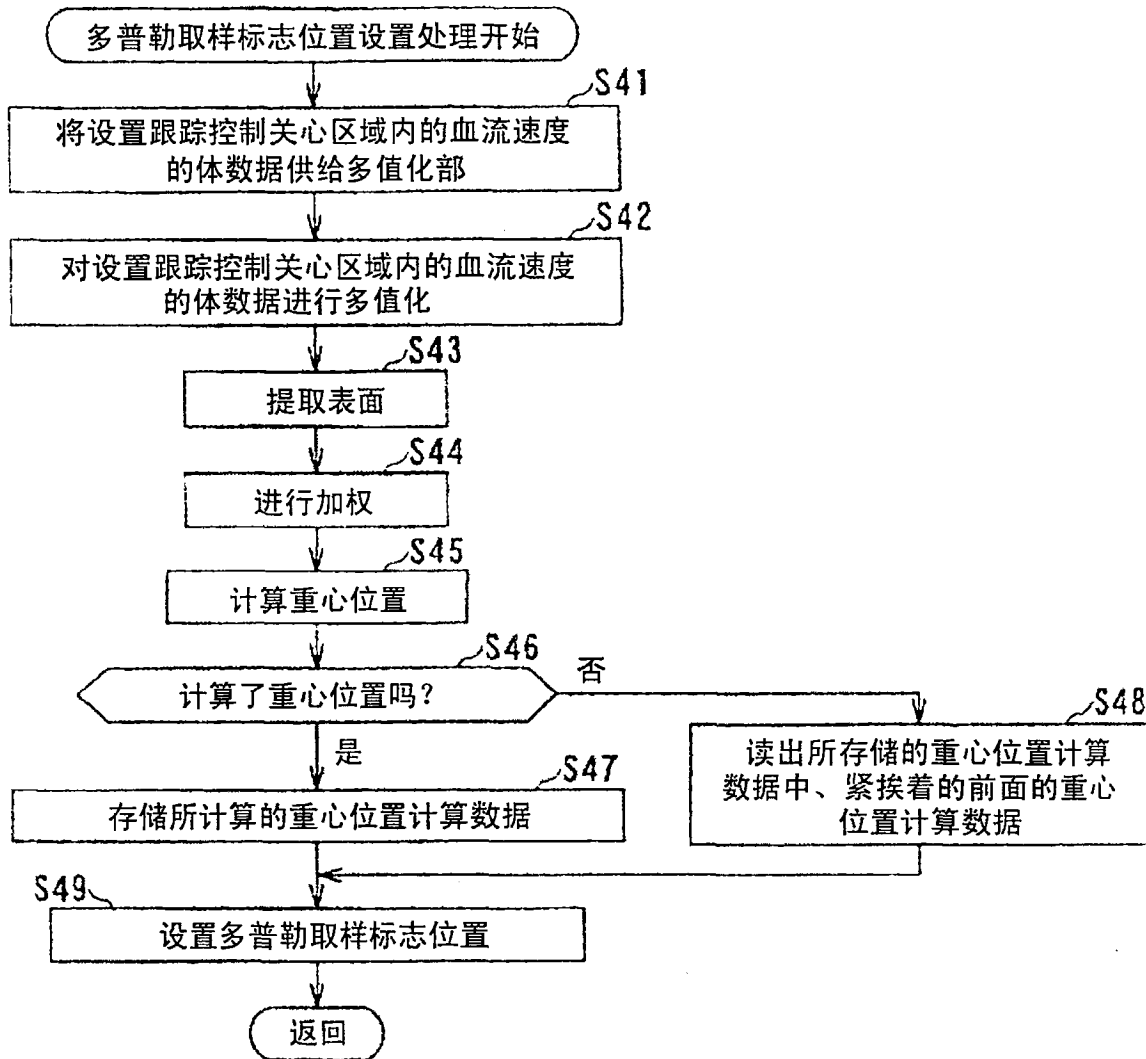 多普勒取样标志位置设置处理开始
S41
将设置跟踪控制关心区域内的血流速度
的体数据供给多值化部
S42
对设置跟踪控制关心区域内的血流速度
的体数据进行多值化
S43
提取表面
S44
进行加权
S45
计算重心位置
S46
计算了重心位置吗?
否
是
S47
存储所计算的重心位置计算数据
S48
读出所存储的重心位置计算
数据中、紧挨着的前面的重心
位置计算数据
S49
设置多普勒取样标志位置
返回